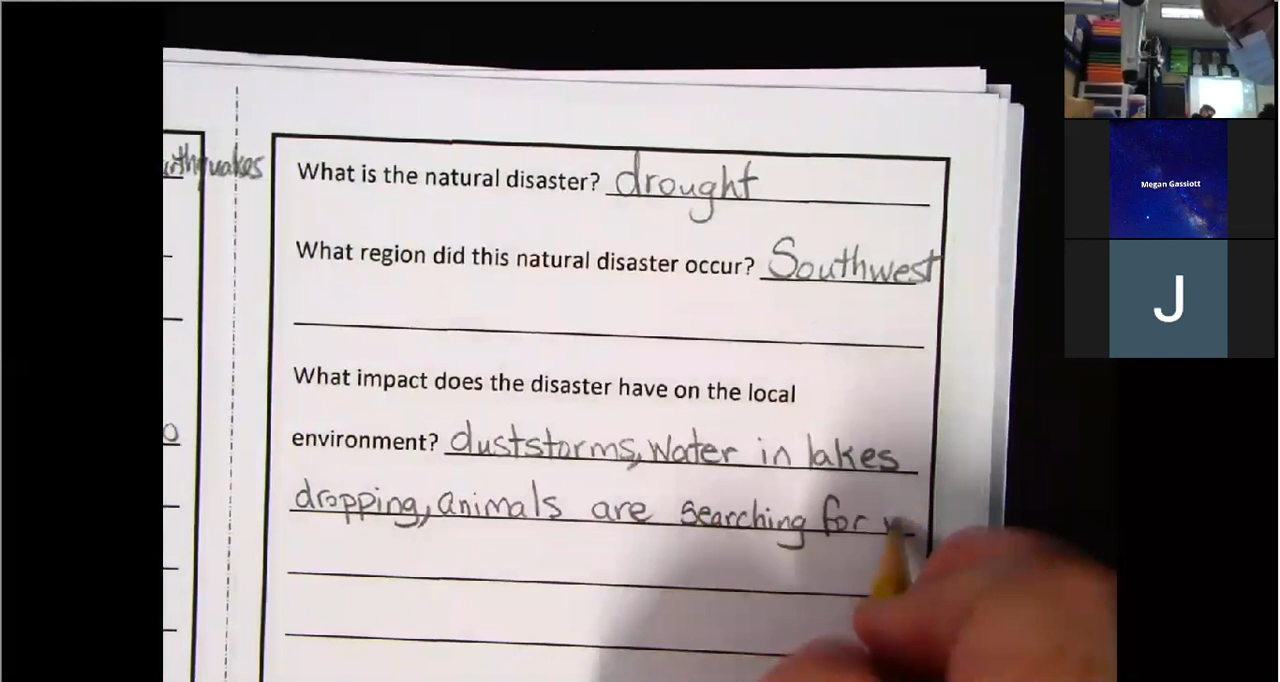 What is the natural disaster? drought
What region did this natural disaster occur? Southwest
What impact does the disaster have on the local
environment? duststorms, Water in lakes
dropping, animals are searching for
Megan Gassiott
J